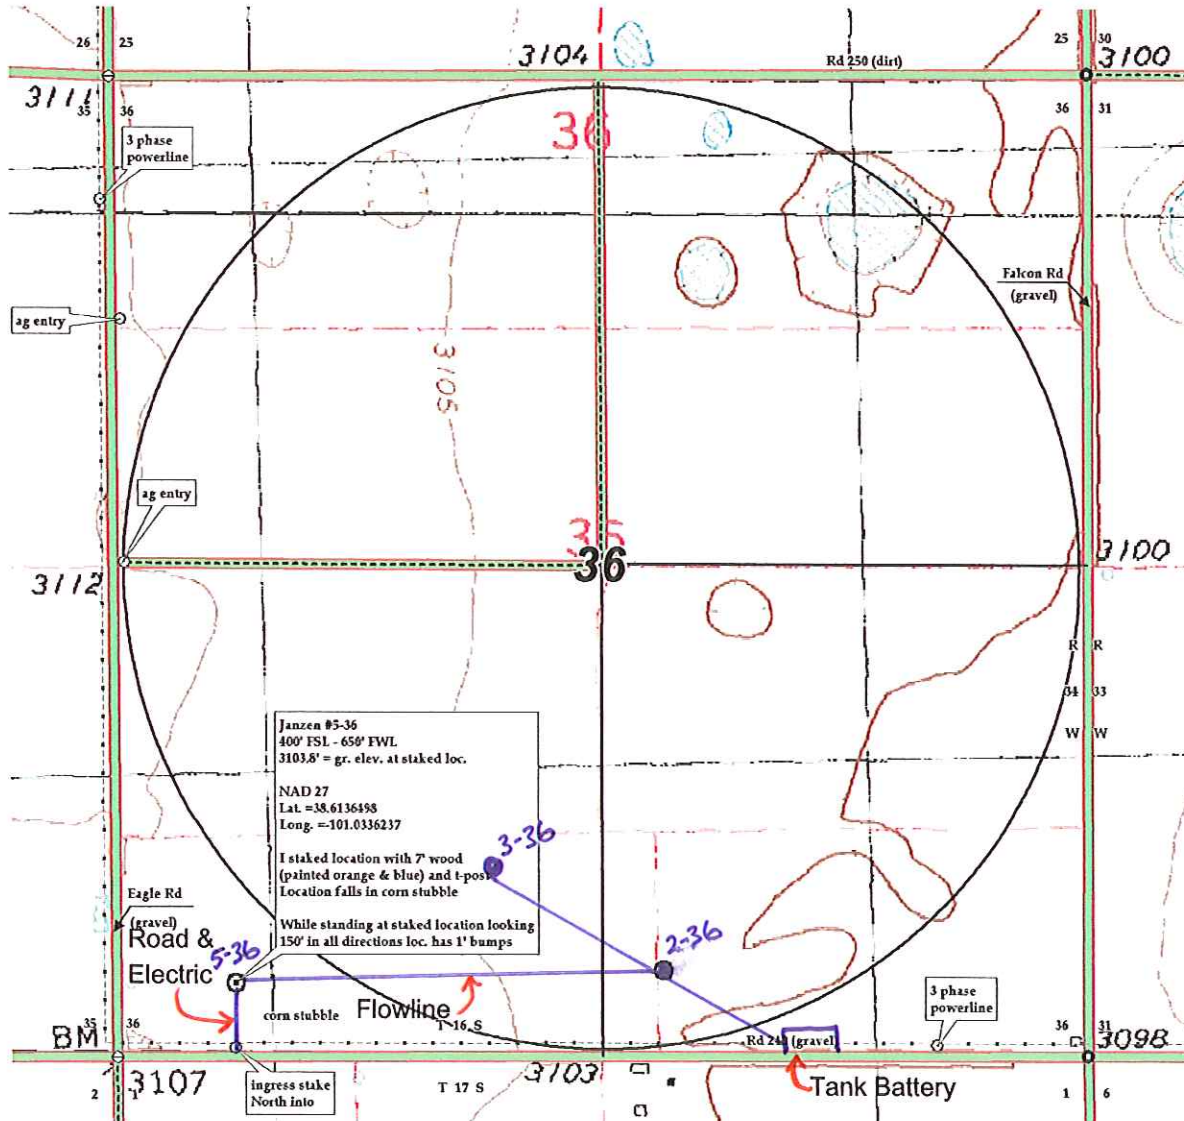 26 25
3104
25 30
3100
Rd 250 (dirt)
3111
35 36
36
36 31
3 phase
powerline
Falcon Rd
(gravel)
ag entry
3105
ag entry
36
3112
3100
R R
34 33
W W
Janzen #5-36
400' FSL - 650' FWL
3103.8' = gr. elev. at staked loc.
NAD 27
Lat. =38.6136498
Long. =-101.0336237
I staked location with 7' wood
(painted orange & blue) and t-post
Location falls in corn stubble
While standing at staked location looking
150' in all directions loc. has 1' bumps
3-36
Eagle Rd
(gravel)
Road &
Electric
5-36
2-36
Flowline
corn stubble
T 16 S
3 phase
powerline
BM
35 36
Rd 24 (gravel
36 31
3098
3107
3103
ingress stake
North into
T 17 S
Tank Battery
2 1
1 6